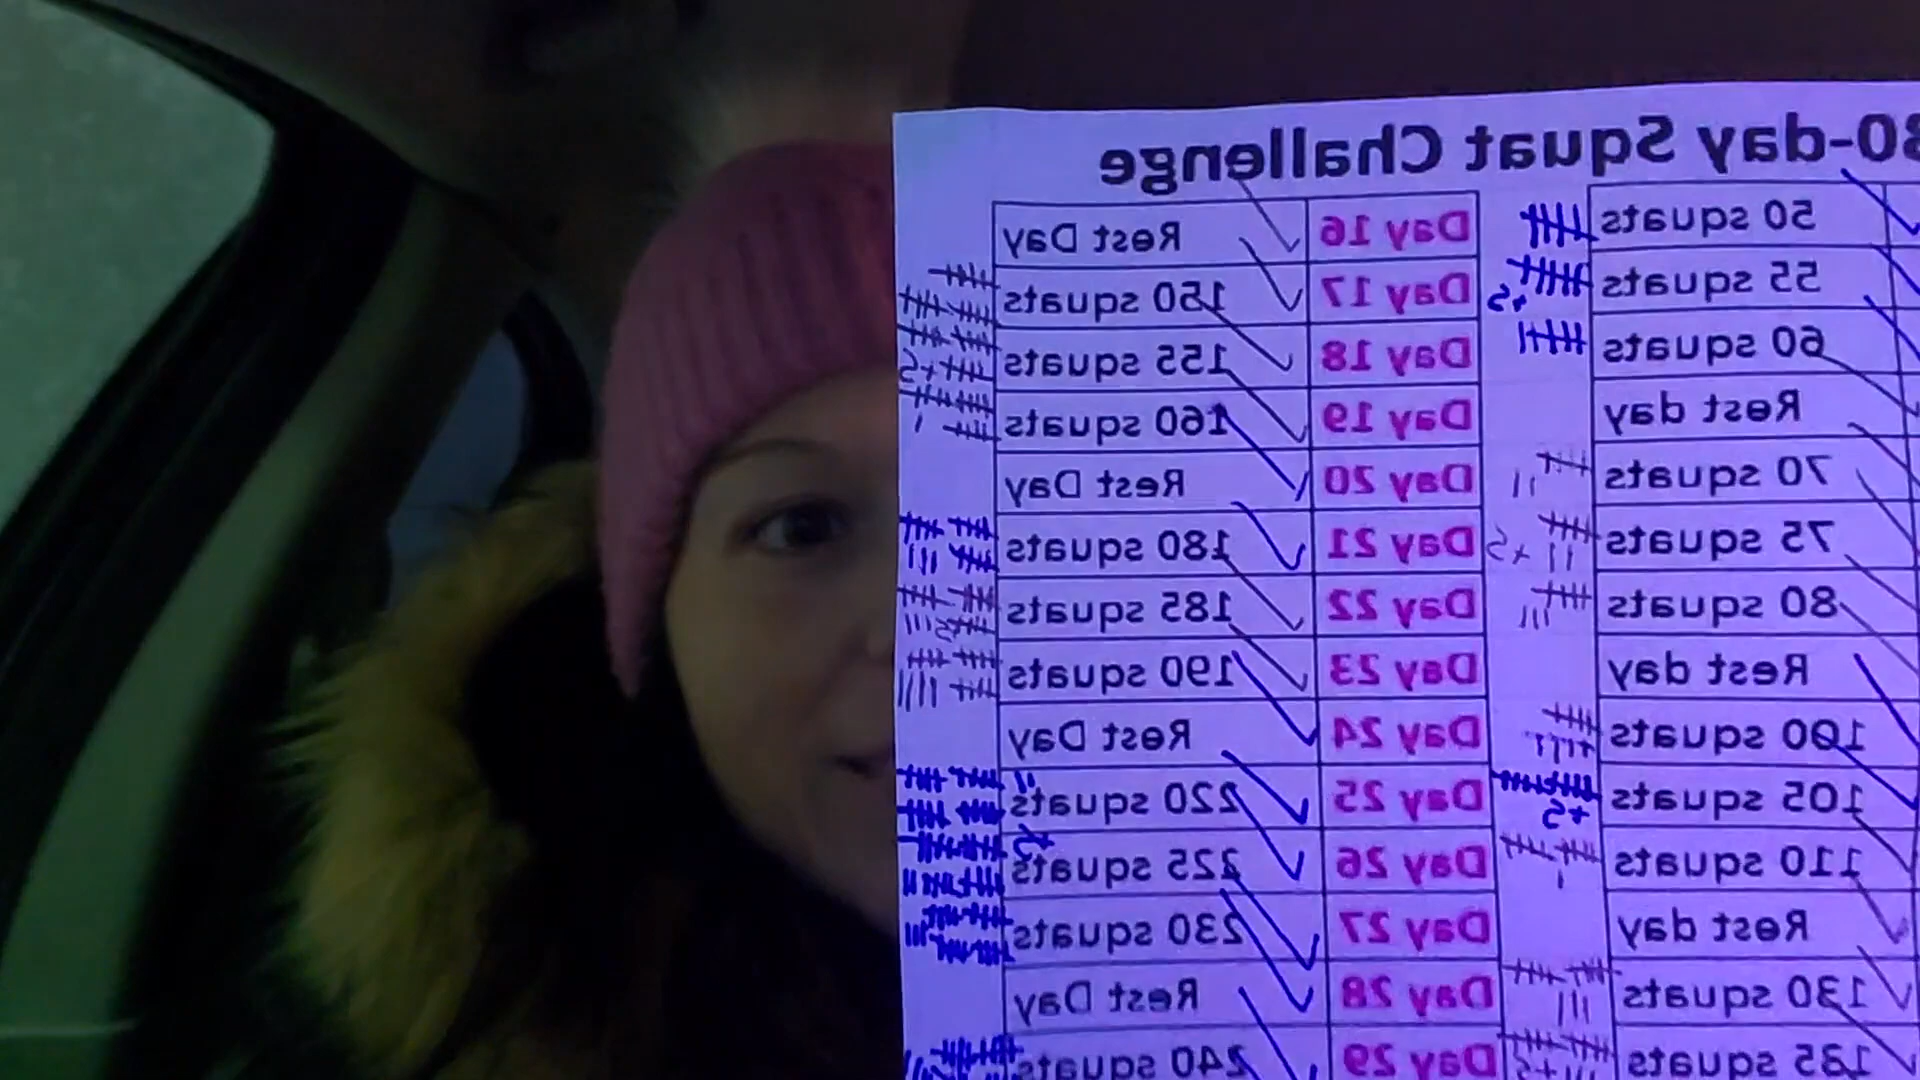 30-day Squat Challenge
50 squats Day 16 Rest Day
55 squats +5 Day 17 150 squats
60 squats Day 18 155 squats +5
Rest day Day 19 160 squats
70 squats Day 20 Rest Day
75 squats +5 Day 21 180 squats
80 squats Day 22 185 squats
Rest day Day 23 190 squats
100 squats Day 24 Rest Day
105 squats +5 Day 25 220 squats
110 squats Day 26 225 squats +5
Rest day Day 27 230 squats
130 squats Day 28 Rest Day
135 squats +5 Day 29 240 squats